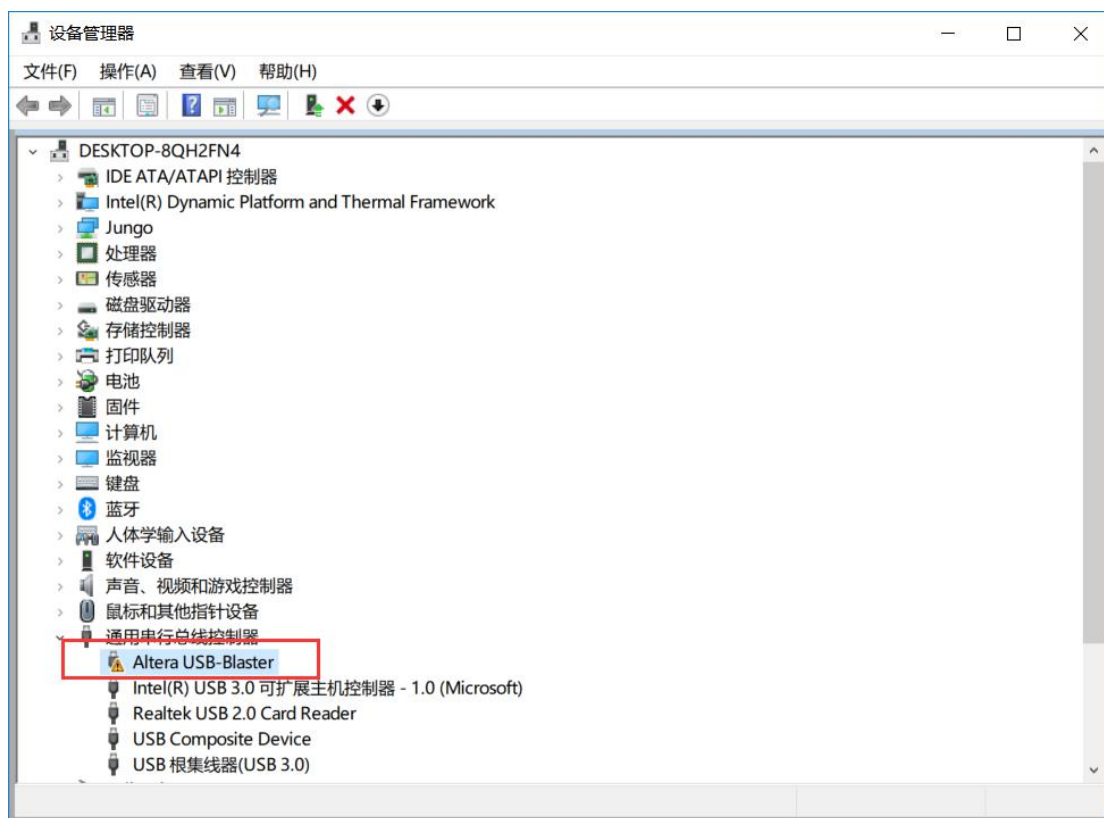 设备管理器
文件(F) 操作(A) 查看(V) 帮助(H)
DESKTOP-8QH2FN4
IDE ATA/ATAPI 控制器
Intel(R) Dynamic Platform and Thermal Framework
Jungo
处理器
传感器
磁盘驱动器
存储控制器
打印队列
电池
固件
计算机
监视器
键盘
蓝牙
人体学输入设备
软件设备
声音、视频和游戏控制器
鼠标和其他指针设备
通用串行总线控制器
Altera USB-Blaster
Intel(R) USB 3.0 可扩展主机控制器 - 1.0 (Microsoft)
Realtek USB 2.0 Card Reader
USB Composite Device
USB 根集线器(USB 3.0)